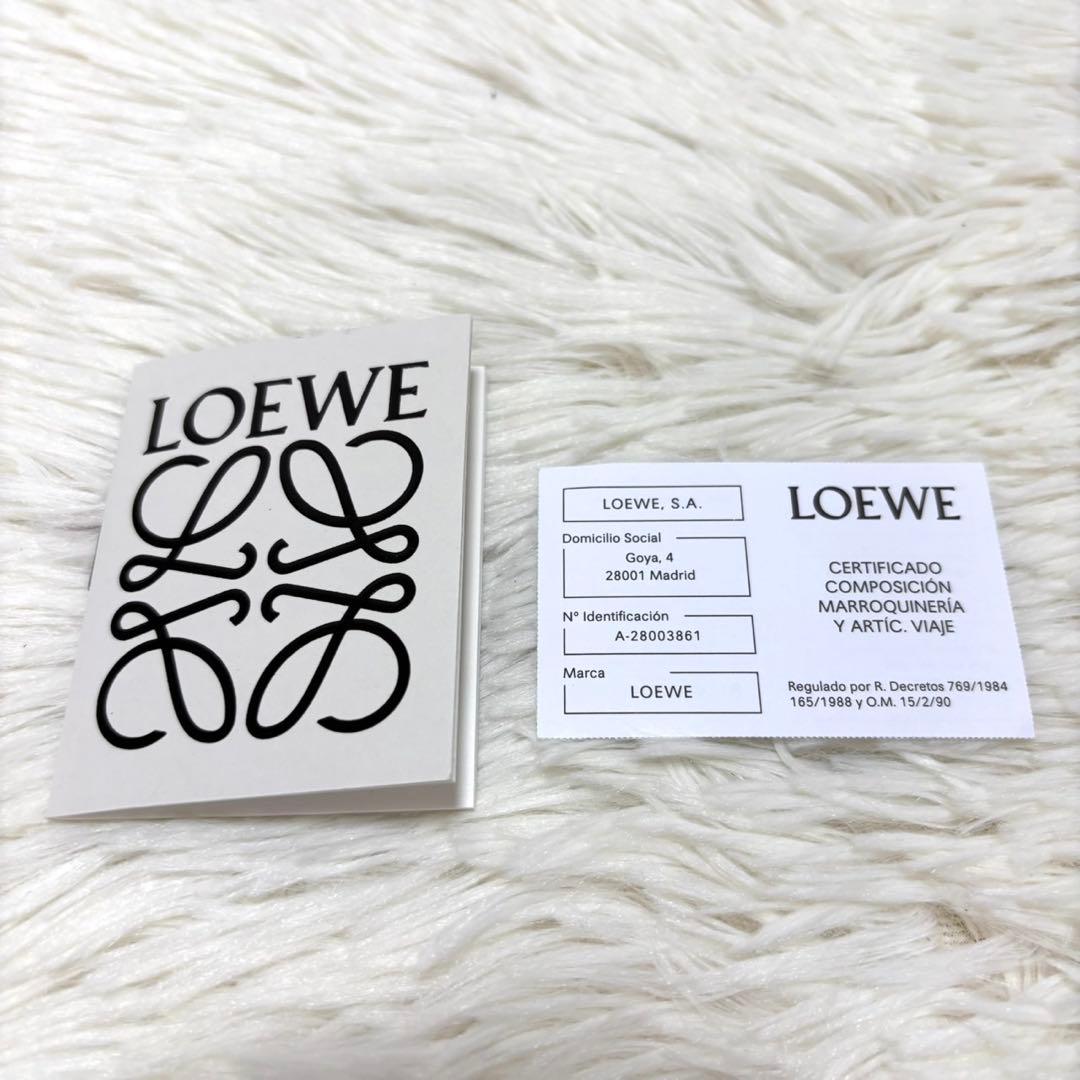 LOEWE
LOEWE, S.A.
Domicilio Social
Goya, 4
28001 Madrid
Nº Identificación
A-28003861
Marca
LOEWE
LOEWE
CERTIFICADO
COMPOSICIÓN
MARROQUINERÍA
Y ARTÍC. VIAJE
Regulado por R. Decretos 769/1984
165/1988 y O.M. 15/2/90